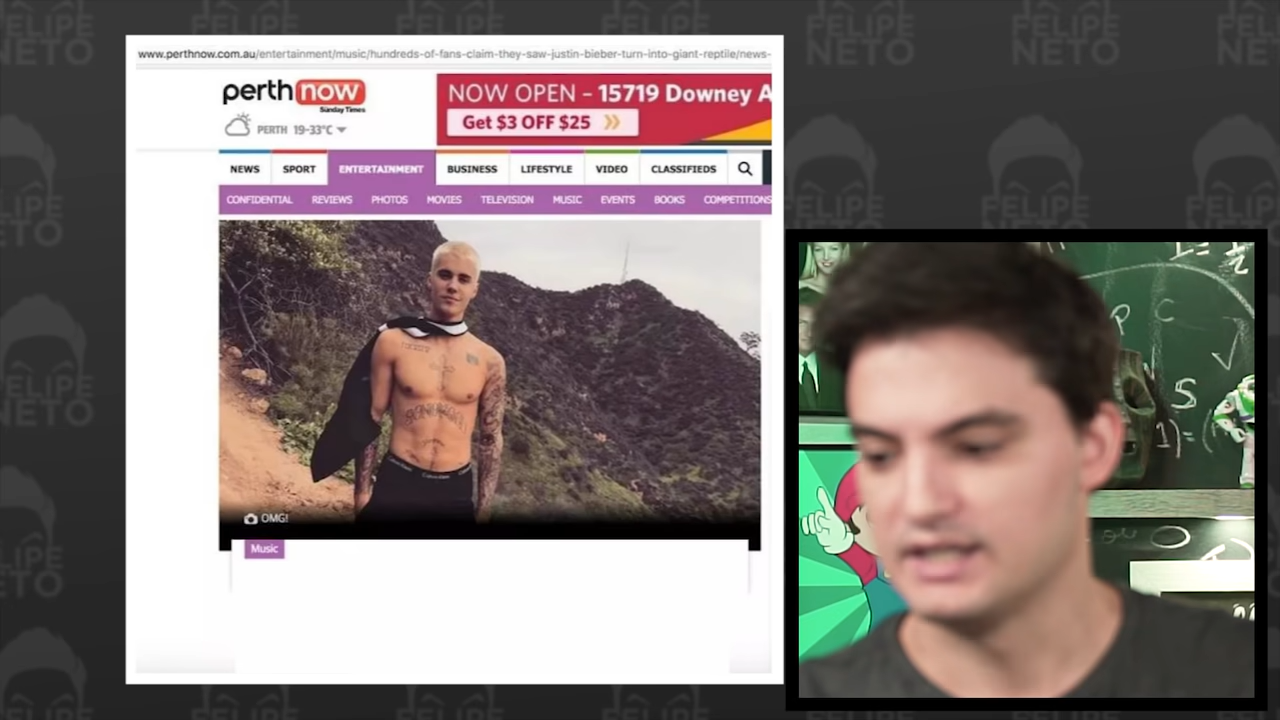 www.perthnow.com.au/entertainment/music/hundreds-of-fans-claim-they-saw-justin-bieber-turn-into-giant-reptile/news-
perth now
Sunday Times
PERTH 19-33°C
NOW OPEN - 15719 Downey A
Get $3 OFF $25
NEWS SPORT ENTERTAINMENT BUSINESS LIFESTYLE VIDEO CLASSIFIEDS
CONFIDENTIAL REVIEWS PHOTOS MOVIES TELEVISION MUSIC EVENTS BOOKS COMPETITIONS
OMG!
Music
FELIPE
NETO